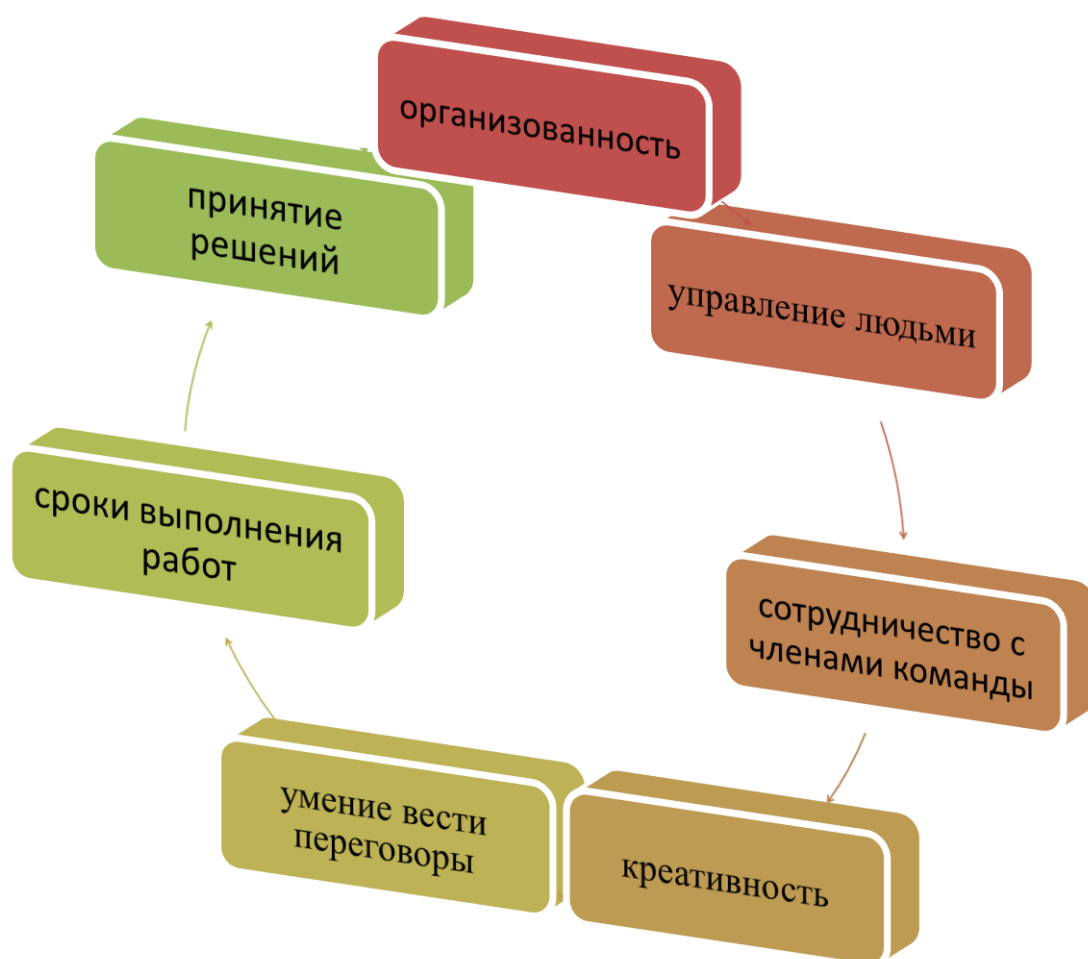 организованность
управление людьми
сотрудничество с
членами команды
креативность
умение вести
переговоры
сроки выполнения
работ
принятие
решений